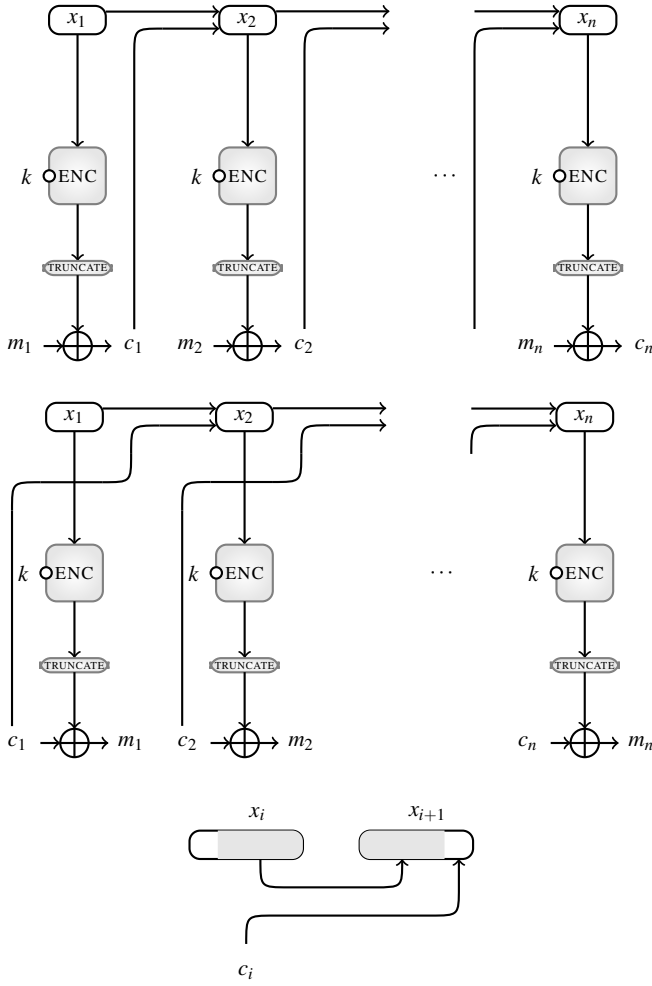 x₁ x₂ xₙ
k ENC k ENC ⋯ k ENC
TRUNCATE TRUNCATE TRUNCATE
m₁ c₁ m₂ c₂ mₙ cₙ
x₁ x₂ xₙ
k ENC k ENC ⋯ k ENC
TRUNCATE TRUNCATE TRUNCATE
c₁ m₁ c₂ m₂ cₙ mₙ
xᵢ xᵢ₊₁
cᵢ